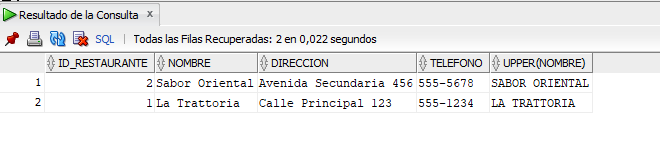 Resultado de la Consulta x
SQL | Todas las Filas Recuperadas: 2 en 0,022 segundos
ID_RESTAURANTE NOMBRE DIRECCION TELEFONO UPPER(NOMBRE)
1 2 Sabor Oriental Avenida Secundaria 456 555-5678 SABOR ORIENTAL
2 1 La Trattoria Calle Principal 123 555-1234 LA TRATTORIA